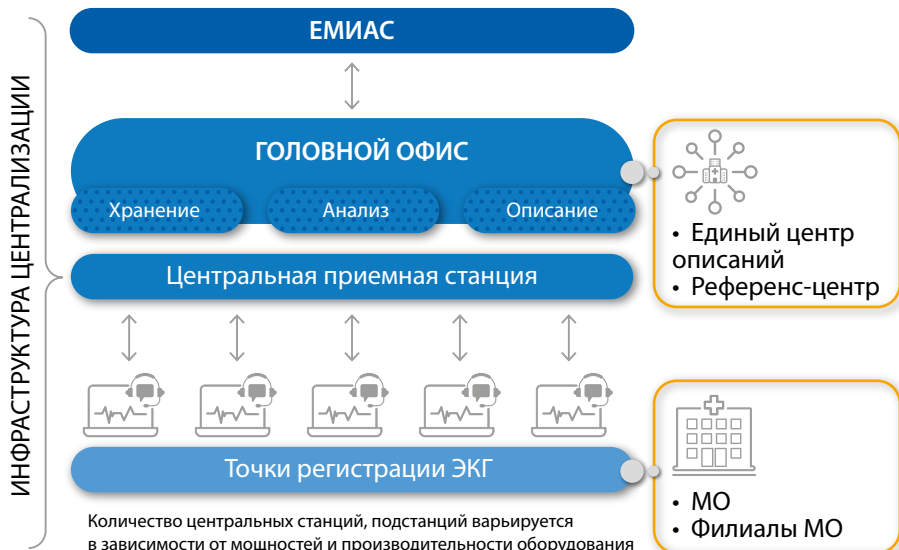 ИНФРАСТРУКТУРА ЦЕНТРАЛИЗАЦИИ
ЕМИАС
ГОЛОВНОЙ ОФИС
Хранение
Анализ
Описание
• Единый центр
описаний
• Референс-центр
Центральная приемная станция
Точки регистрации ЭКГ
• МО
• Филиалы МО
Количество центральных станций, подстанций варьируется
в зависимости от мощностей и производительности оборудования